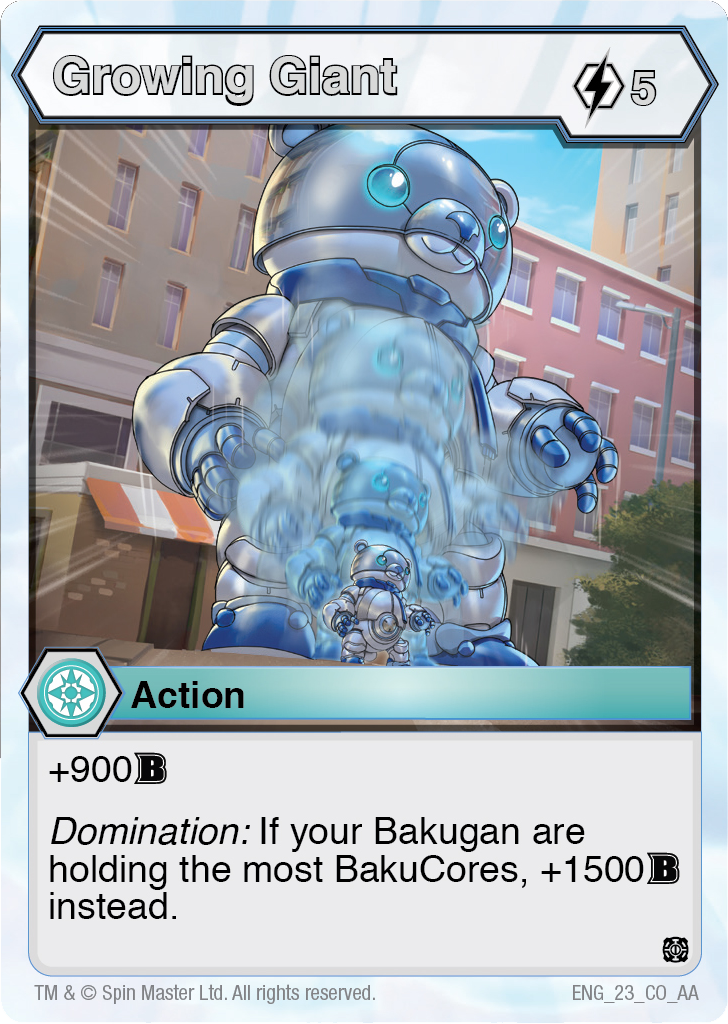 Growing Giant
5
Action
+900B
Domination: If your Bakugan are
holding the most BakuCores, +1500B
instead.
TM & © Spin Master Ltd. All rights reserved.
ENG_23_CO_AA